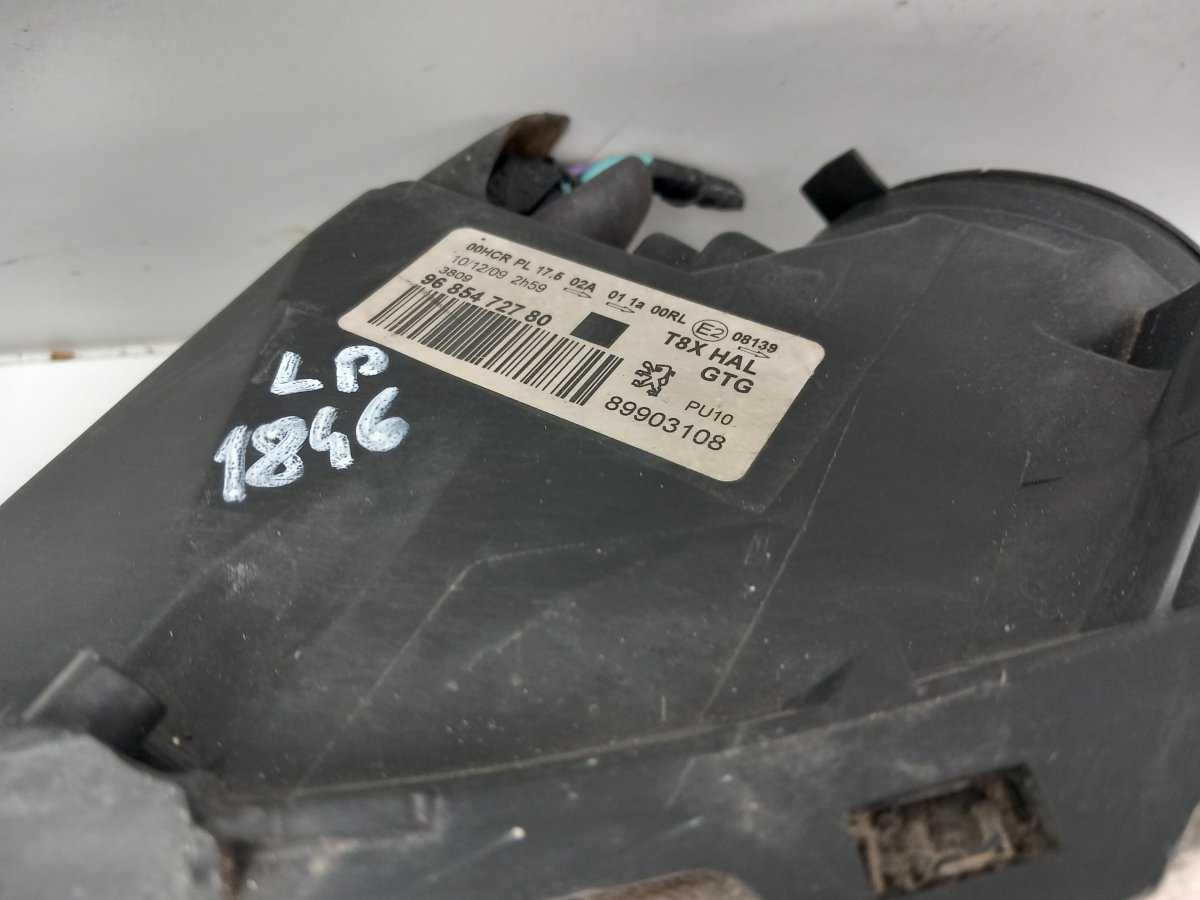 00HCR PL 17.5 02A 01 1a 00RL E2 08139
10/12/09 2h59
3809
96 854 727 80
T8X HAL
GTG
PU10
89903108
LP
1846